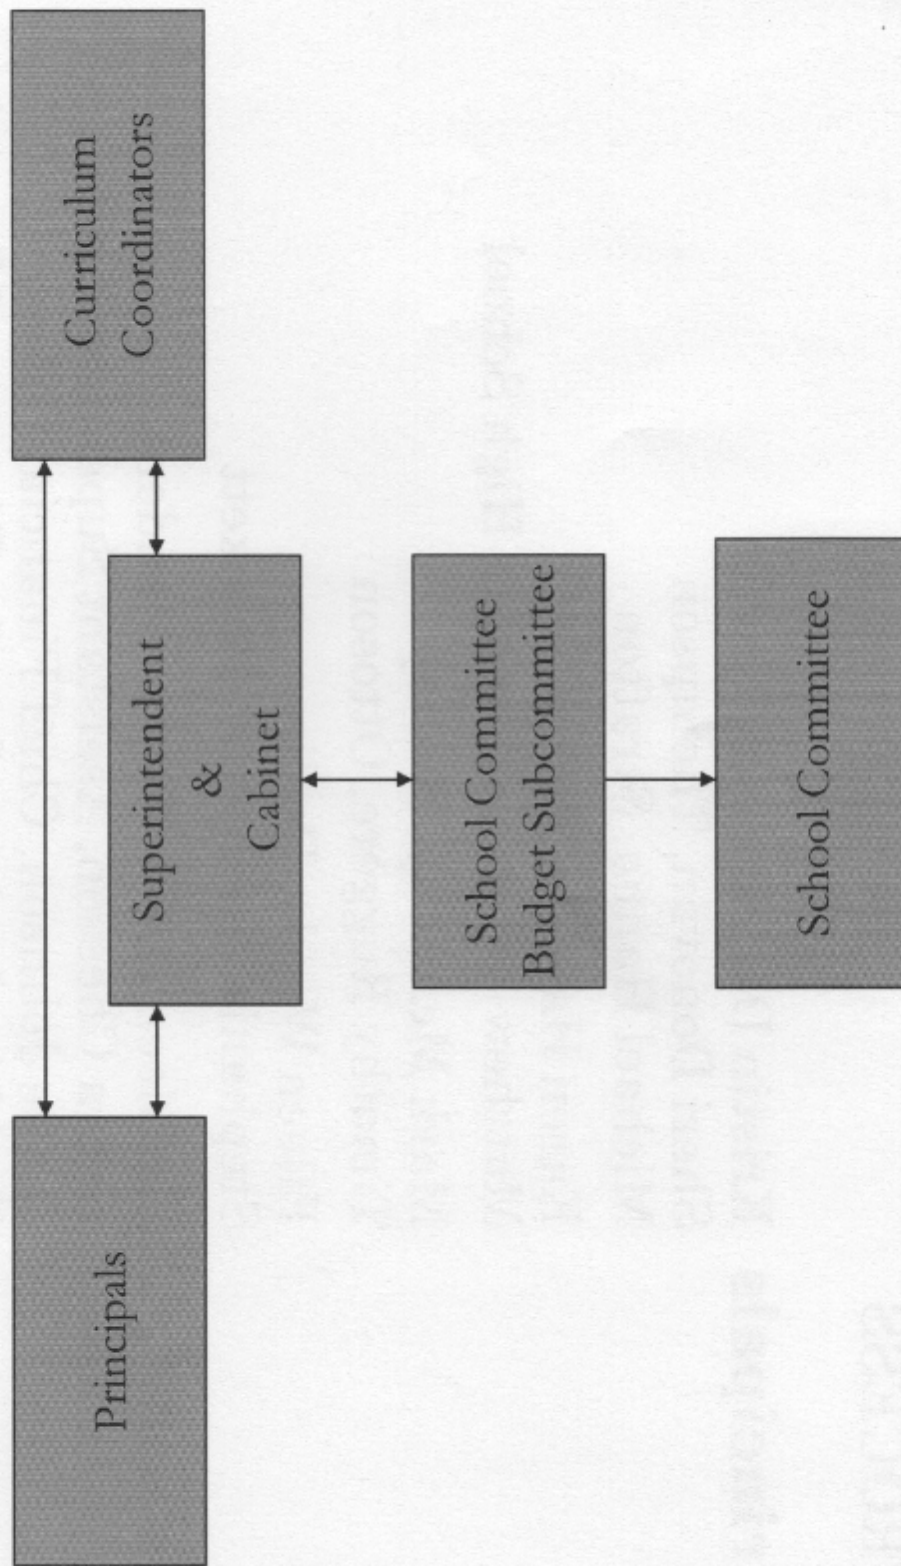 Principals
Superintendent
&
Cabinet
Curriculum
Coordinators
School Committee
Budget Subcommittee
School Committee